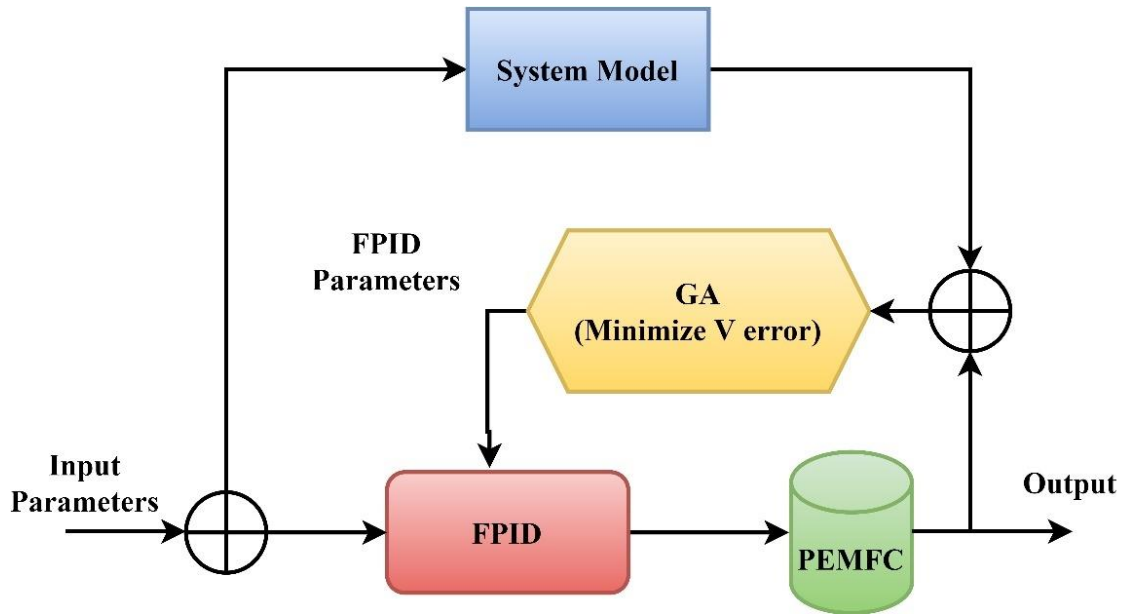 System Model
FPID
Parameters
GA
(Minimize V error)
Input
Parameters
FPID
PEMFC
Output